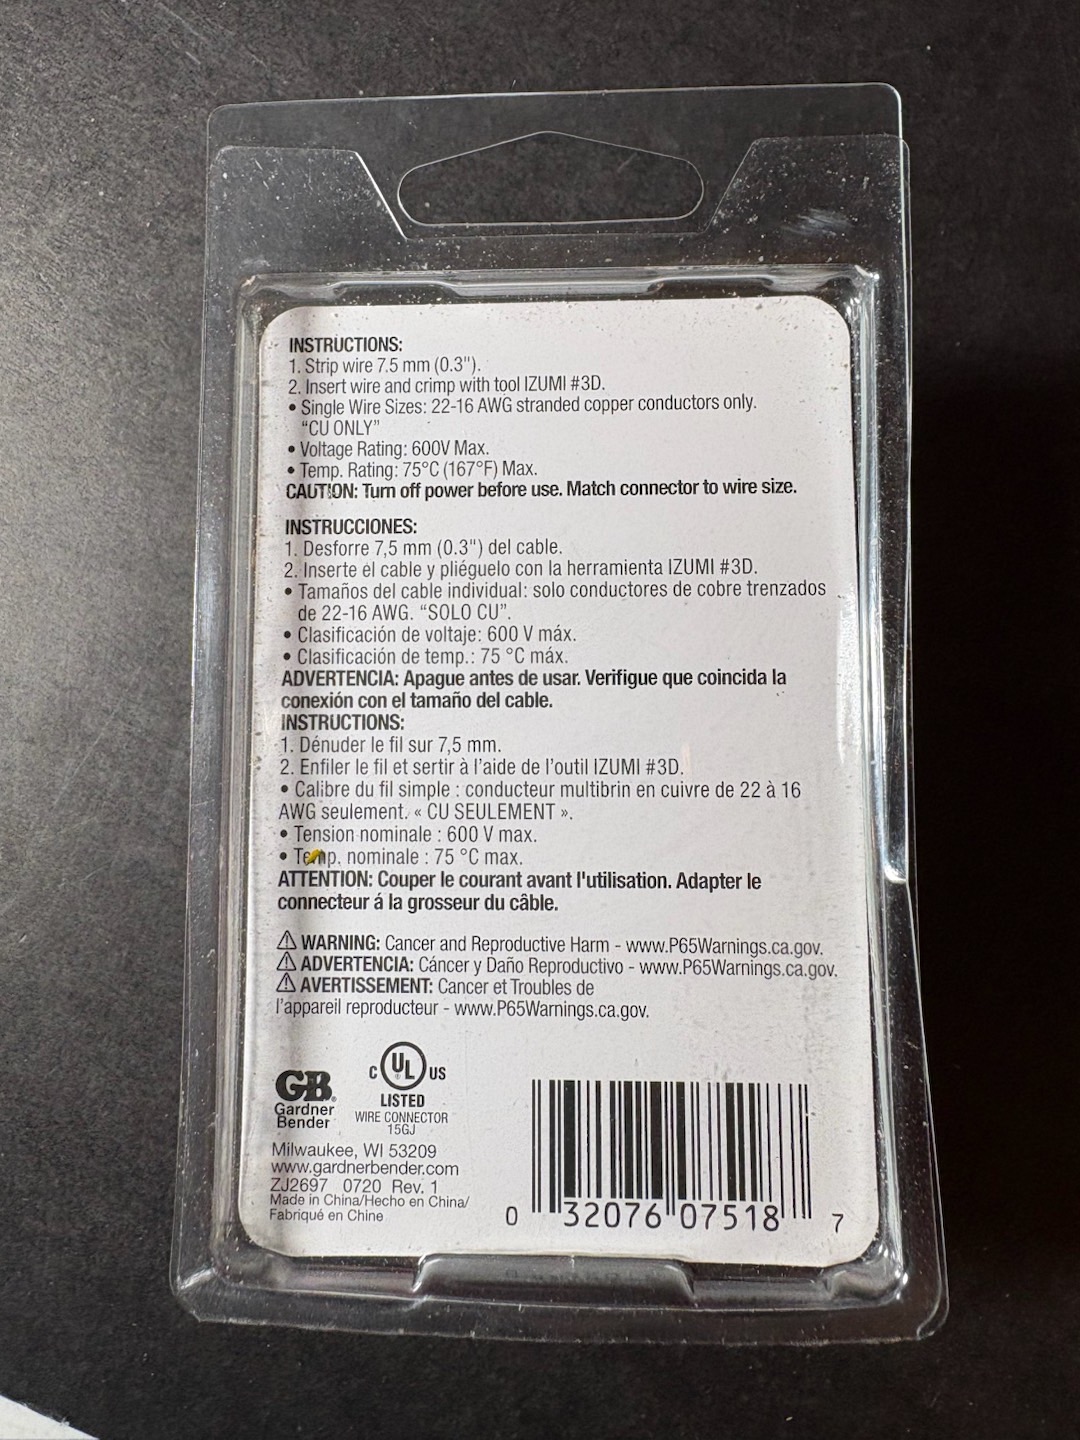 INSTRUCTIONS:
1. Strip wire 7.5 mm (0.3").
2. Insert wire and crimp with tool IZUMI #3D.
• Single Wire Sizes: 22-16 AWG stranded copper conductors only.
"CU ONLY"
• Voltage Rating: 600V Max.
• Temp. Rating: 75°C (167°F) Max.
CAUTION: Turn off power before use. Match connector to wire size.
INSTRUCCIONES:
1. Desforre 7,5 mm (0.3") del cable.
2. Inserte el cable y pliéguelo con la herramienta IZUMI #3D.
• Tamaños del cable individual: solo conductores de cobre trenzados
de 22-16 AWG. “SOLO CU”.
• Clasificación de voltaje: 600 V máx.
• Clasificación de temp.: 75 °C máx.
ADVERTENCIA: Apague antes de usar. Verifigue que coincida la
conexión con el tamaño del cable.
INSTRUCTIONS:
1. Dénuder le fil sur 7,5 mm.
2. Enfiler le fil et sertir à l’aide de l’outil IZUMI #3D.
• Calibre du fil simple : conducteur multibrin en cuivre de 22 à 16
AWG seulement. « CU SEULEMENT ».
• Tension nominale : 600 V max.
• Temp. nominale : 75 °C max.
ATTENTION: Couper le courant avant l'utilisation. Adapter le
connecteur á la grosseur du câble.
⚠ WARNING: Cancer and Reproductive Harm - www.P65Warnings.ca.gov.
⚠ ADVERTENCIA: Cáncer y Daño Reproductivo - www.P65Warnings.ca.gov.
⚠ AVERTISSEMENT: Cancer et Troubles de
l’appareil reproducteur - www.P65Warnings.ca.gov.
GB®
Gardner
Bender
C UL US
LISTED
WIRE CONNECTOR
15GJ
Milwaukee, WI 53209
www.gardnerbender.com
ZJ2697 0720 Rev. 1
Made in China/Hecho en China/
Fabriqué en Chine
0 32076 07518 7